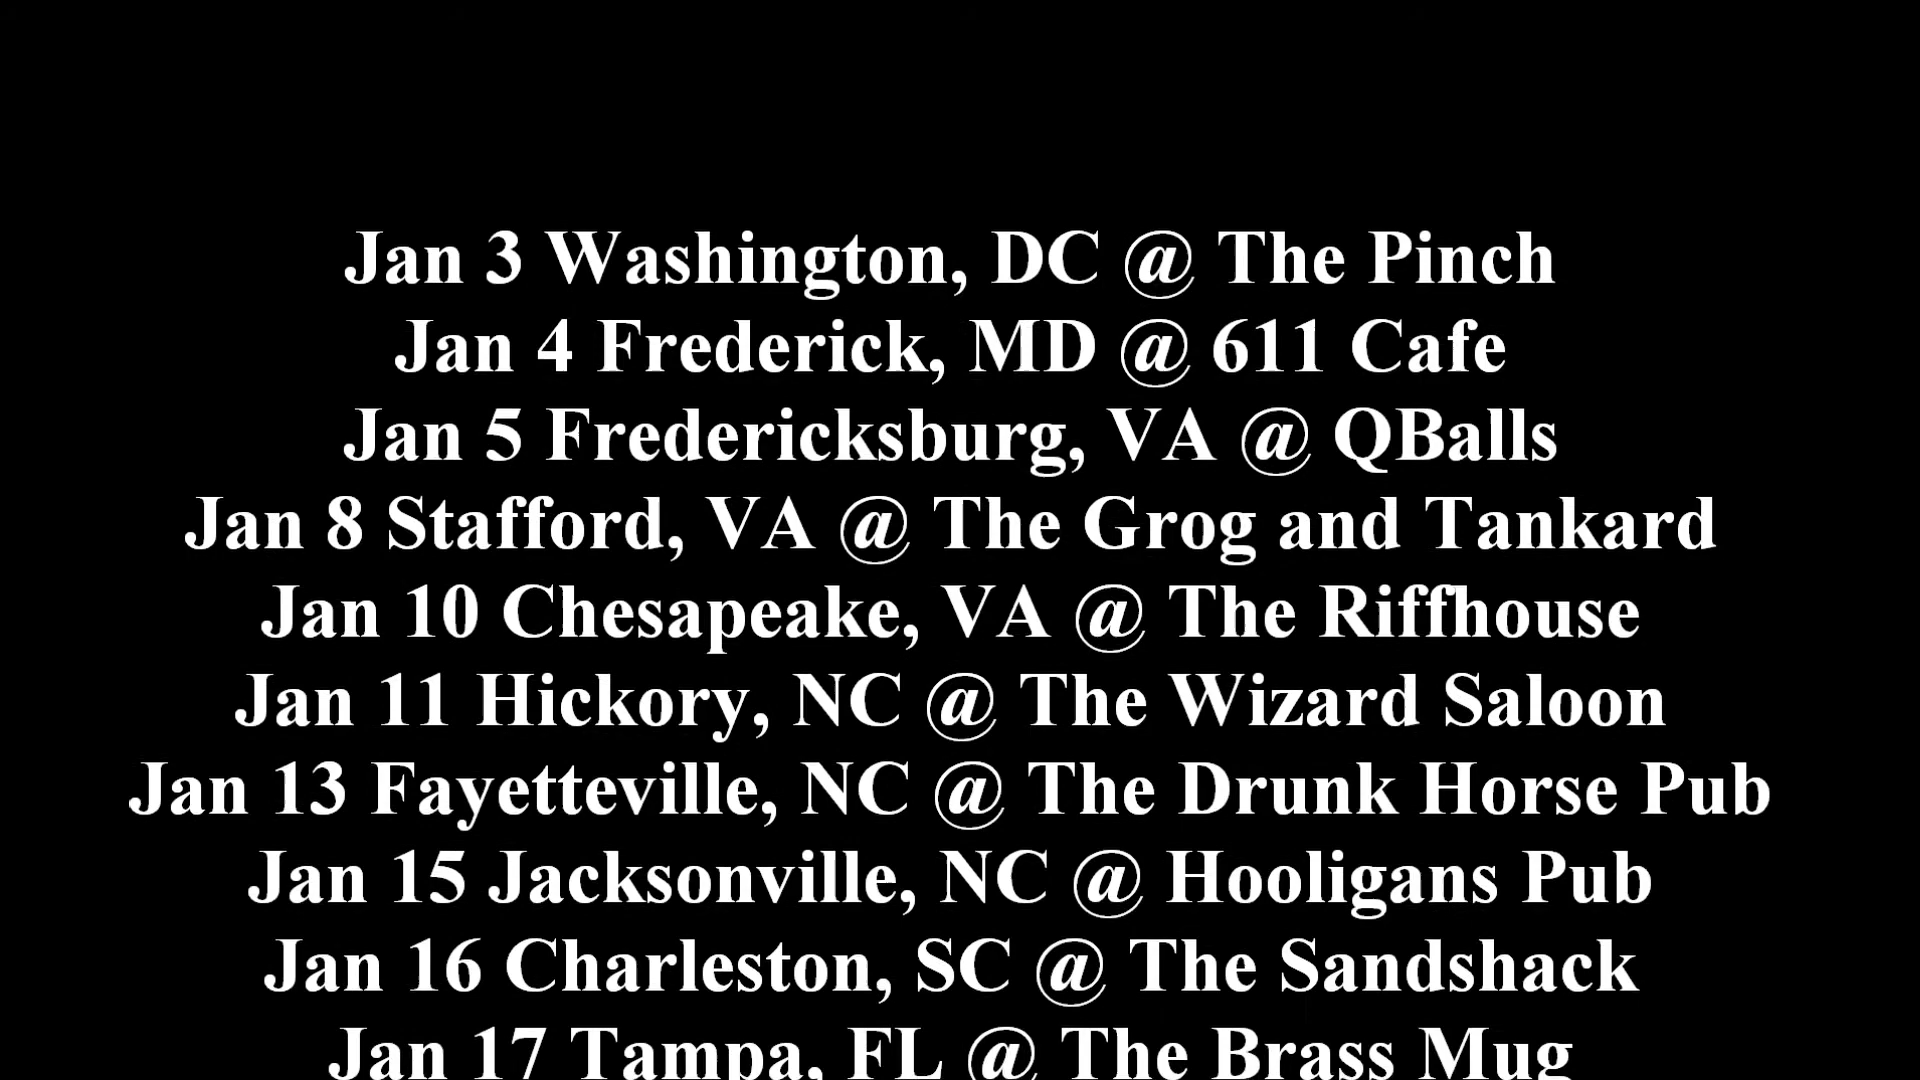 Jan 3 Washington, DC @ The Pinch
Jan 4 Frederick, MD @ 611 Cafe
Jan 5 Fredericksburg, VA @ QBalls
Jan 8 Stafford, VA @ The Grog and Tankard
Jan 10 Chesapeake, VA @ The Riffhouse
Jan 11 Hickory, NC @ The Wizard Saloon
Jan 13 Fayetteville, NC @ The Drunk Horse Pub
Jan 15 Jacksonville, NC @ Hooligans Pub
Jan 16 Charleston, SC @ The Sandshack
Jan 17 Tampa, FL @ The Brass Mug